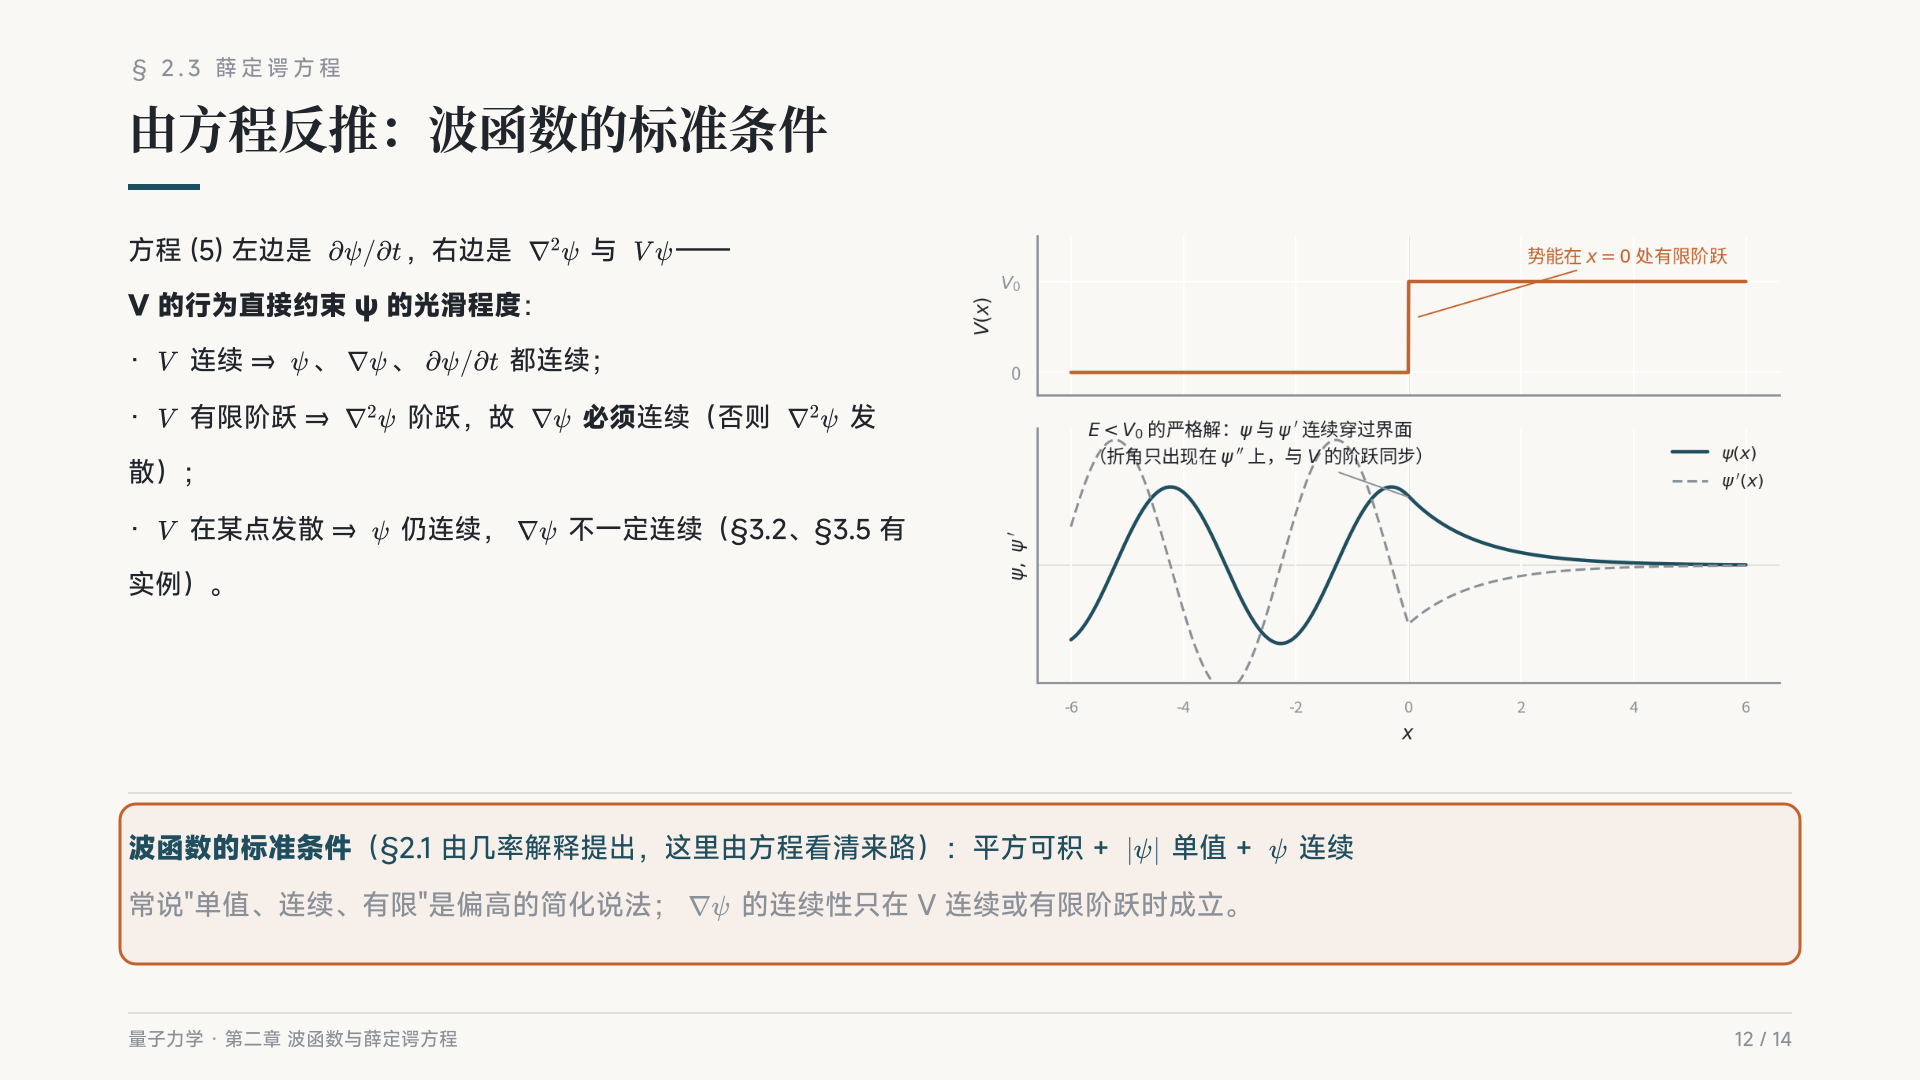 § 2.3 薛定谔方程
由方程反推：波函数的标准条件
方程 (5) 左边是 ∂ψ/∂t，右边是 ∇²ψ 与 Vψ——
V 的行为直接约束 ψ 的光滑程度：
· V 连续 ⇒ ψ、∇ψ、∂ψ/∂t 都连续；
· V 有限阶跃 ⇒ ∇²ψ 阶跃，故 ∇ψ 必须连续（否则 ∇²ψ 发
散）；
· V 在某点发散 ⇒ ψ 仍连续，∇ψ 不一定连续（§3.2、§3.5 有
实例）。
势能在 x = 0 处有限阶跃
V₀
V(x)
0
E < V₀ 的严格解：ψ 与 ψ′ 连续穿过界面
（折角只出现在 ψ″ 上，与 V 的阶跃同步）
ψ(x)
ψ′(x)
ψ, ψ′
-6 -4 -2 0 2 4 6
x
波函数的标准条件（§2.1 由几率解释提出，这里由方程看清来路）：平方可积 + |ψ| 单值 + ψ 连续
常说"单值、连续、有限"是偏高的简化说法；∇ψ 的连续性只在 V 连续或有限阶跃时成立。
量子力学 · 第二章 波函数与薛定谔方程
12 / 14